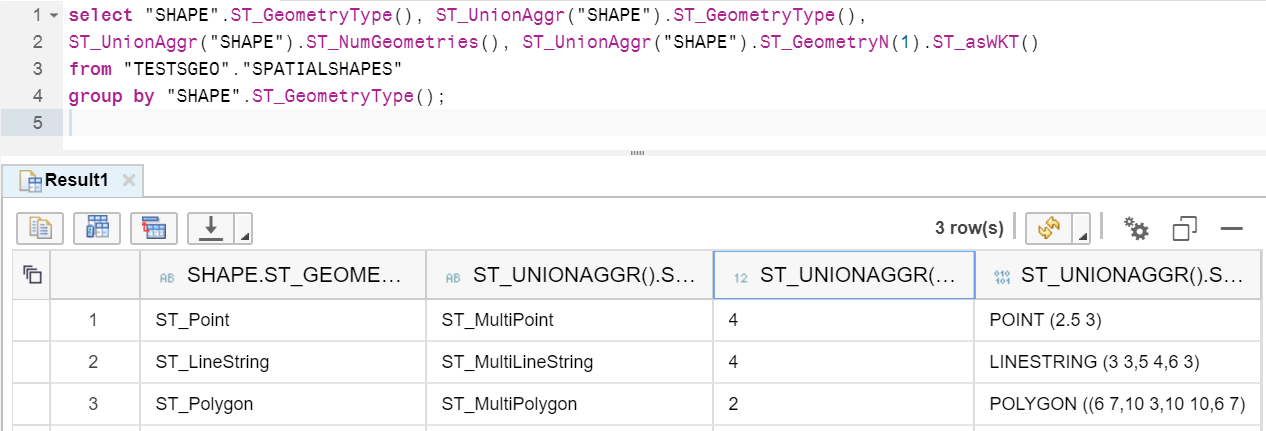 1 select "SHAPE".ST_GeometryType(), ST_UnionAggr("SHAPE").ST_GeometryType(),
2 ST_UnionAggr("SHAPE").ST_NumGeometries(), ST_UnionAggr("SHAPE").ST_GeometryN(1).ST_asWKT()
3 from "TESTSGEO"."SPATIALSHAPES"
4 group by "SHAPE".ST_GeometryType();
5
Result1
3 row(s)
AB SHAPE.ST_GEOME... AB ST_UNIONAGGR().S... 12 ST_UNIONAGGR(... 010 101 ST_UNIONAGGR().S...
1 ST_Point ST_MultiPoint 4 POINT (2.5 3)
2 ST_LineString ST_MultiLineString 4 LINESTRING (3 3,5 4,6 3)
3 ST_Polygon ST_MultiPolygon 2 POLYGON ((6 7,10 3,10 10,6 7)